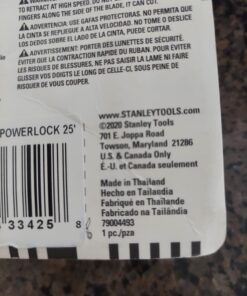 TO RETRACT AT HIGH SPEED. DO NOT
FINGERS ALONG THE SIDE OF THE BLADE, IT CAN CUT.
ADVERTENCIA: USE GAFAS PROTECTORAS. NO PERMITA QUE
LA CINTA SE REPLIEGUE A ALTA VELOCIDAD. NO TOME O DESLICE
LOS DEDOS SOBRE EL LADO DE LA CINTA, PUEDE CORTAR.
AVERTISSEMENT: PORTER DES LUNETTES DE SÉCURITÉ.
ÉVITER QUE LA CONTRACTION RAPIDE DU RUBAN. POUR ÉVITER
LES RISQUES DE BLESSURES, NE PAS SAISIR LA LAME NI FAIRE
GLISSER VOS DOIGTS LE LONG DE CELLE-CI, SOUS PEINE DE
RISQUER DE VOUS COUPER.
POWERLOCK 25'
33425 8
www.STANLEYTOOLS.com
©2020 Stanley Tools
701 E. Joppa Road
Towson, Maryland 21286
U.S. & Canada Only
É.-U. et Canada seulement
Made in Thailand
Hecho en Tailandia
Fabriqué en Thaïlande
Fabricado na Tailândia
79004493
1 pc./pza